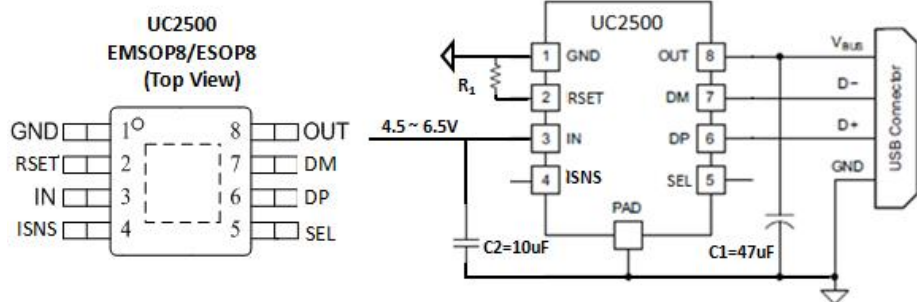 UC2500
EMSOP8/ESOP8
(Top View)
GND 1 8 OUT
RSET 2 7 DM
IN 3 6 DP
ISNS 4 5 SEL
UC2500
1 GND OUT 8 VBUS
R1
2 RSET DM 7 D−
4.5 ~ 6.5V 3 IN DP 6 D+
4 ISNS SEL 5 GND
USB Connector
PAD
C2=10uF
C1=47uF